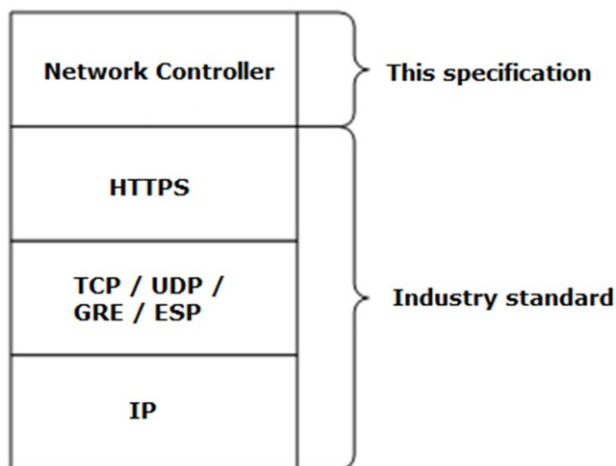 Network Controller
This specification
HTTPS
TCP / UDP /
GRE / ESP
Industry standard
IP